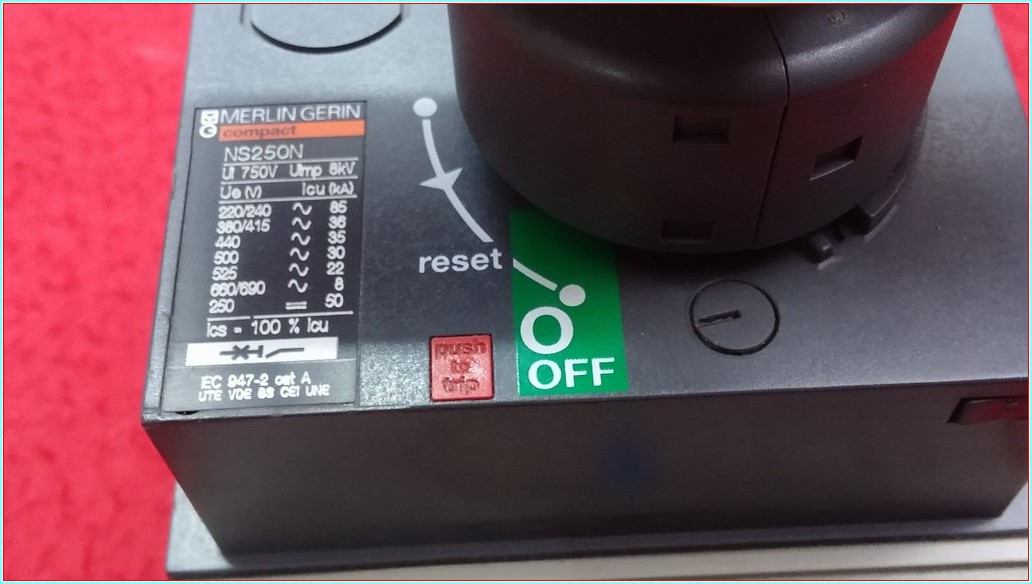 MERLIN GERIN
compact
NS250N
Ui 750V Uimp 8kV
Ue (V) Icu (kA)
220/240 ~ 85
380/415 ~ 36
440 ~ 35
500 ~ 30
525 ~ 22
660/690 ~ 8
250 ⎓ 50
Ics = 100 % Icu
IEC 947-2 cat A
UTE VDE BS CEI UNE
reset
push
to
trip
O
OFF